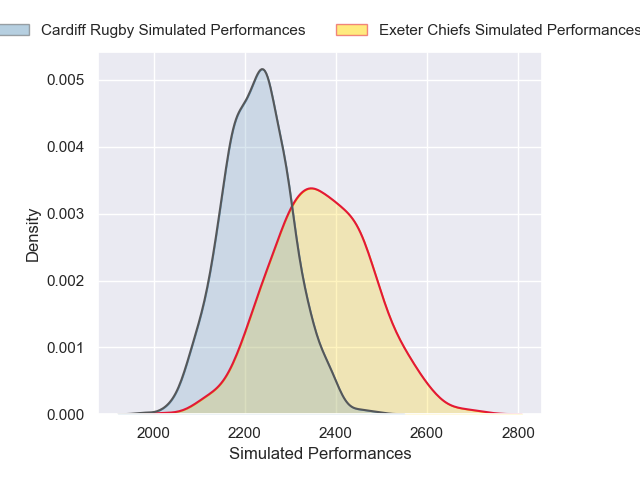 Cardiff Rugby Simulated Performances Exeter Chiefs Simulated Performances
0.005
0.004
0.003
0.002
0.001
0.000
Density
2000 2200 2400 2600 2800
Simulated Performances